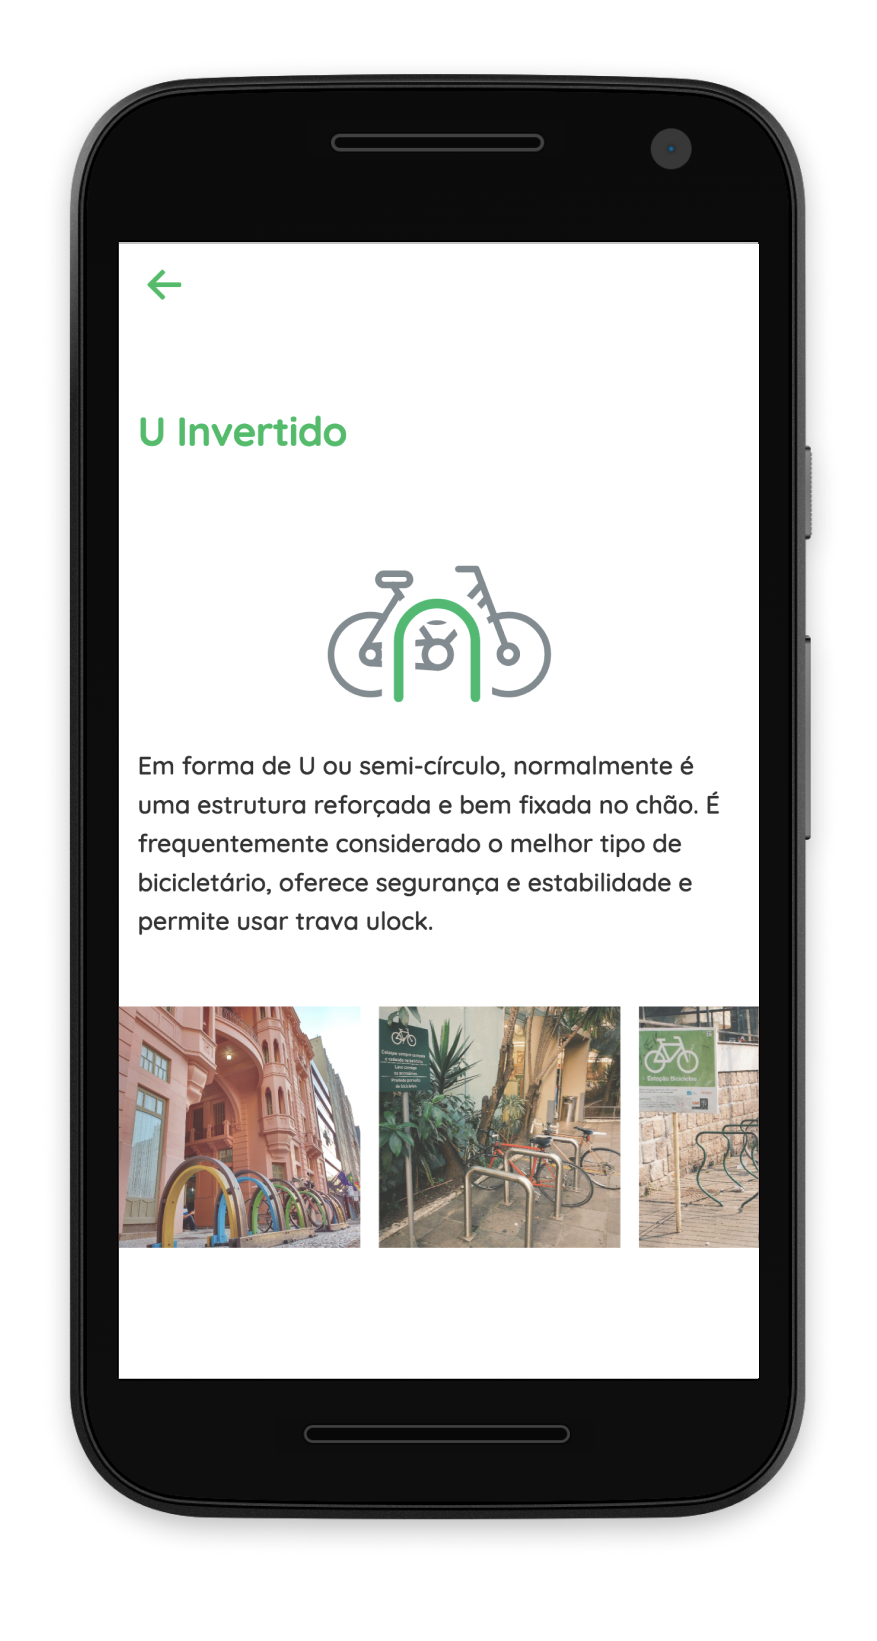 U Invertido
Em forma de U ou semi-círculo, normalmente é
uma estrutura reforçada e bem fixada no chão. É
frequentemente considerado o melhor tipo de
bicicletário, oferece segurança e estabilidade e
permite usar trava ulock.
Estação Bicicletas